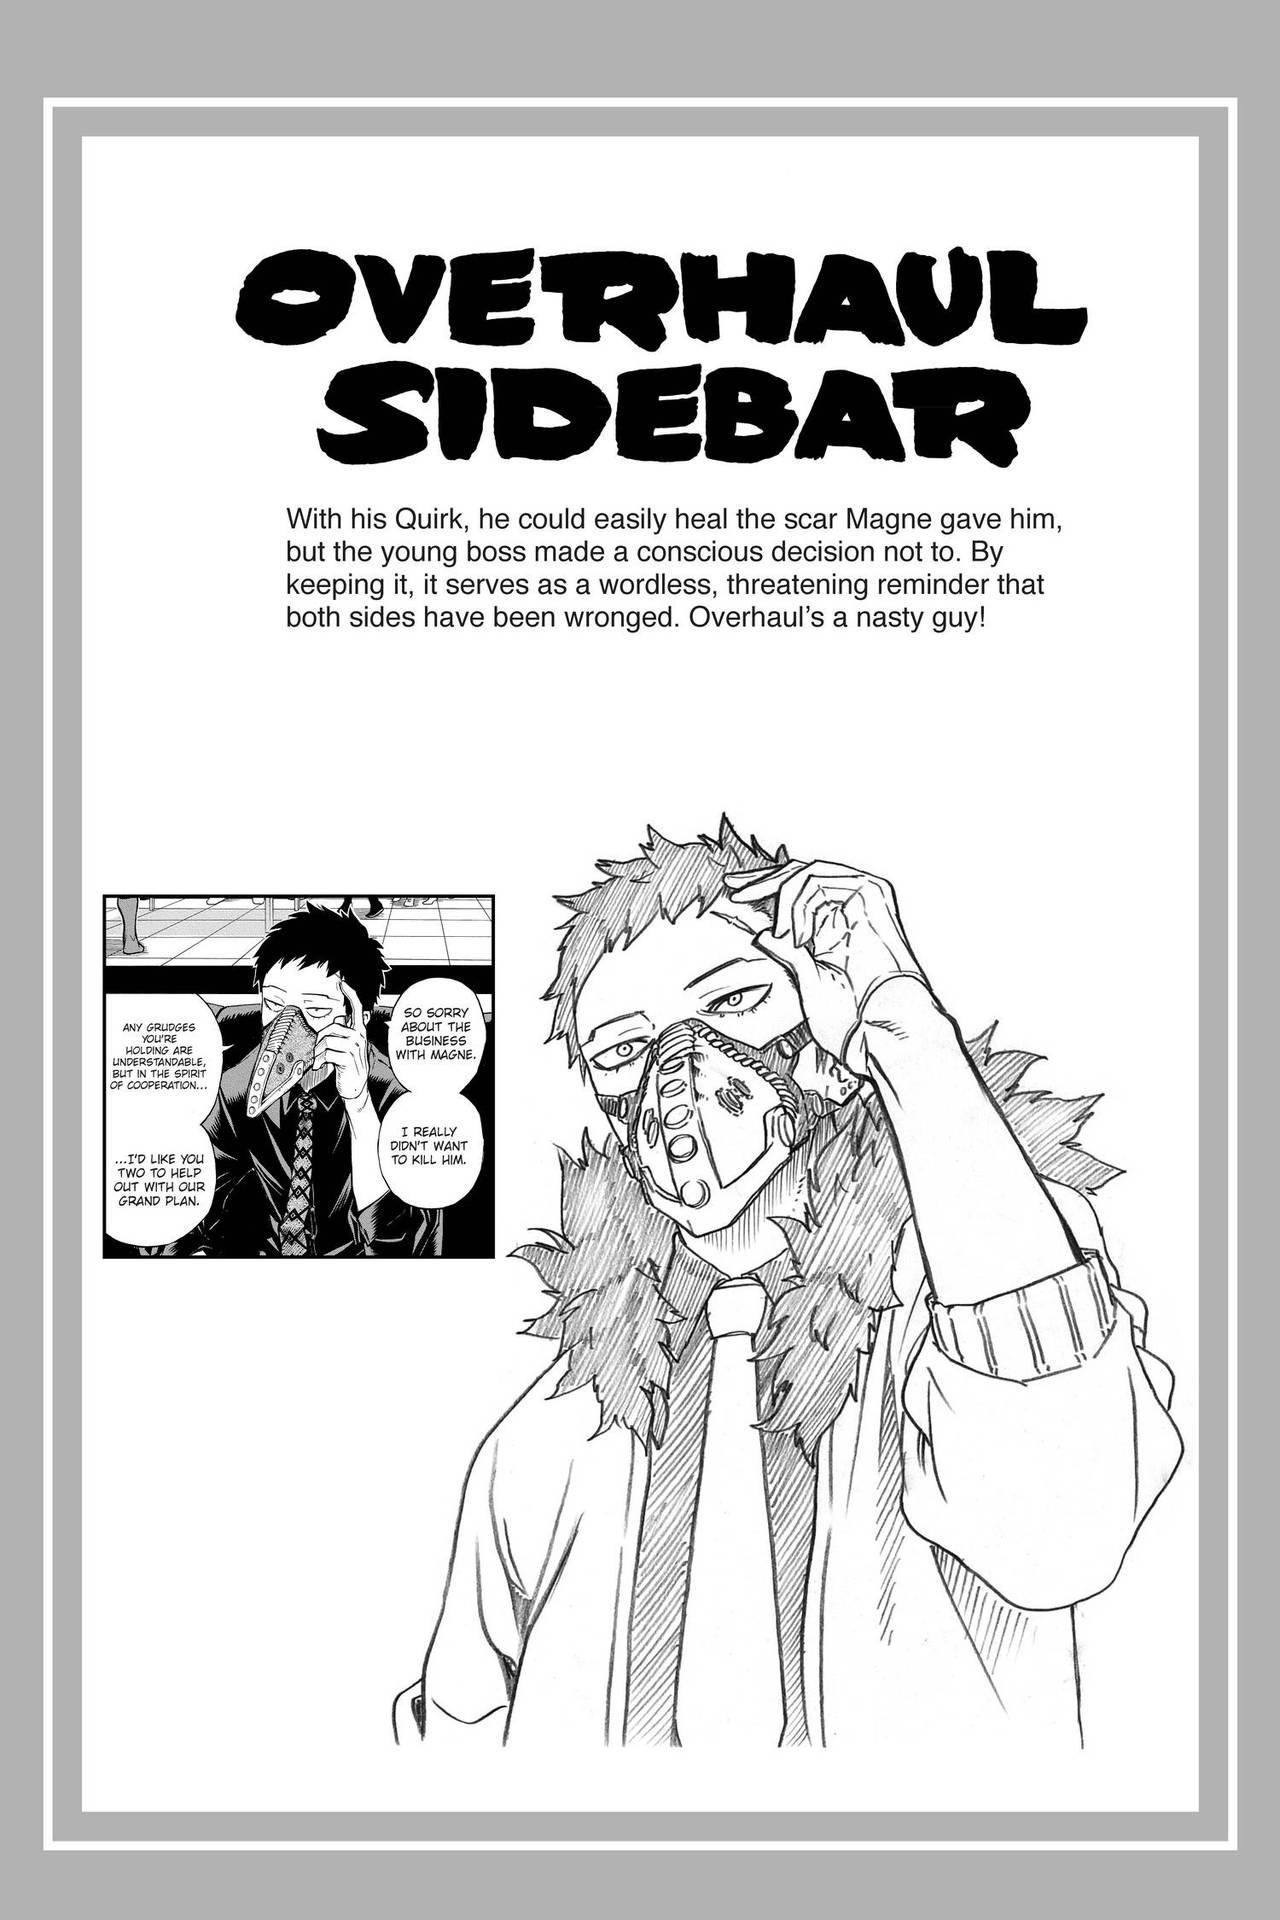 OVERHAUL
SIDEBAR
With his Quirk, he could easily heal the scar Magne gave him,
but the young boss made a conscious decision not to. By
keeping it, it serves as a wordless, threatening reminder that
both sides have been wronged. Overhaul's a nasty guy!
SO SORRY
ABOUT THE
BUSINESS
WITH MAGNE.
I REALLY
DIDN'T WANT
TO KILL HIM.
ANY GRUDGES
YOU'RE
HOLDING ARE
UNDERSTANDABLE,
BUT IN THE SPIRIT
OF COOPERATION...
...I'D LIKE YOU
TWO TO HELP
OUT WITH OUR
GRAND PLAN.